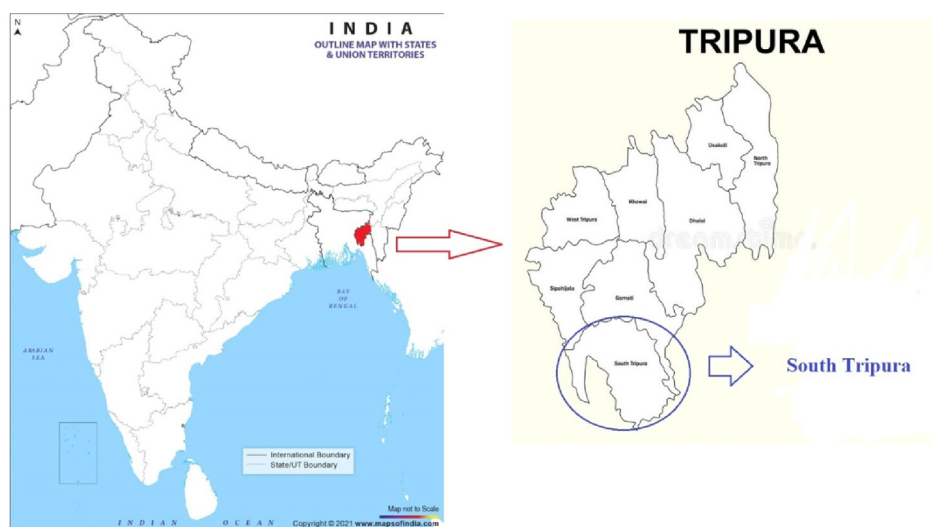 N
INDIA
OUTLINE MAP WITH STATES
& UNION TERRITORIES
BAY
OF
BENGAL
ARABIAN
SEA
International Boundary
State/UT Boundary
Map not to Scale
INDIAN OCEAN
Copyright © 2021 www.mapsofindia.com
TRIPURA
Unakoti
North
Tripura
West Tripura
Khowai
Dhalai
dreamstime
Sipahijala
Gomati
South Tripura
South Tripura